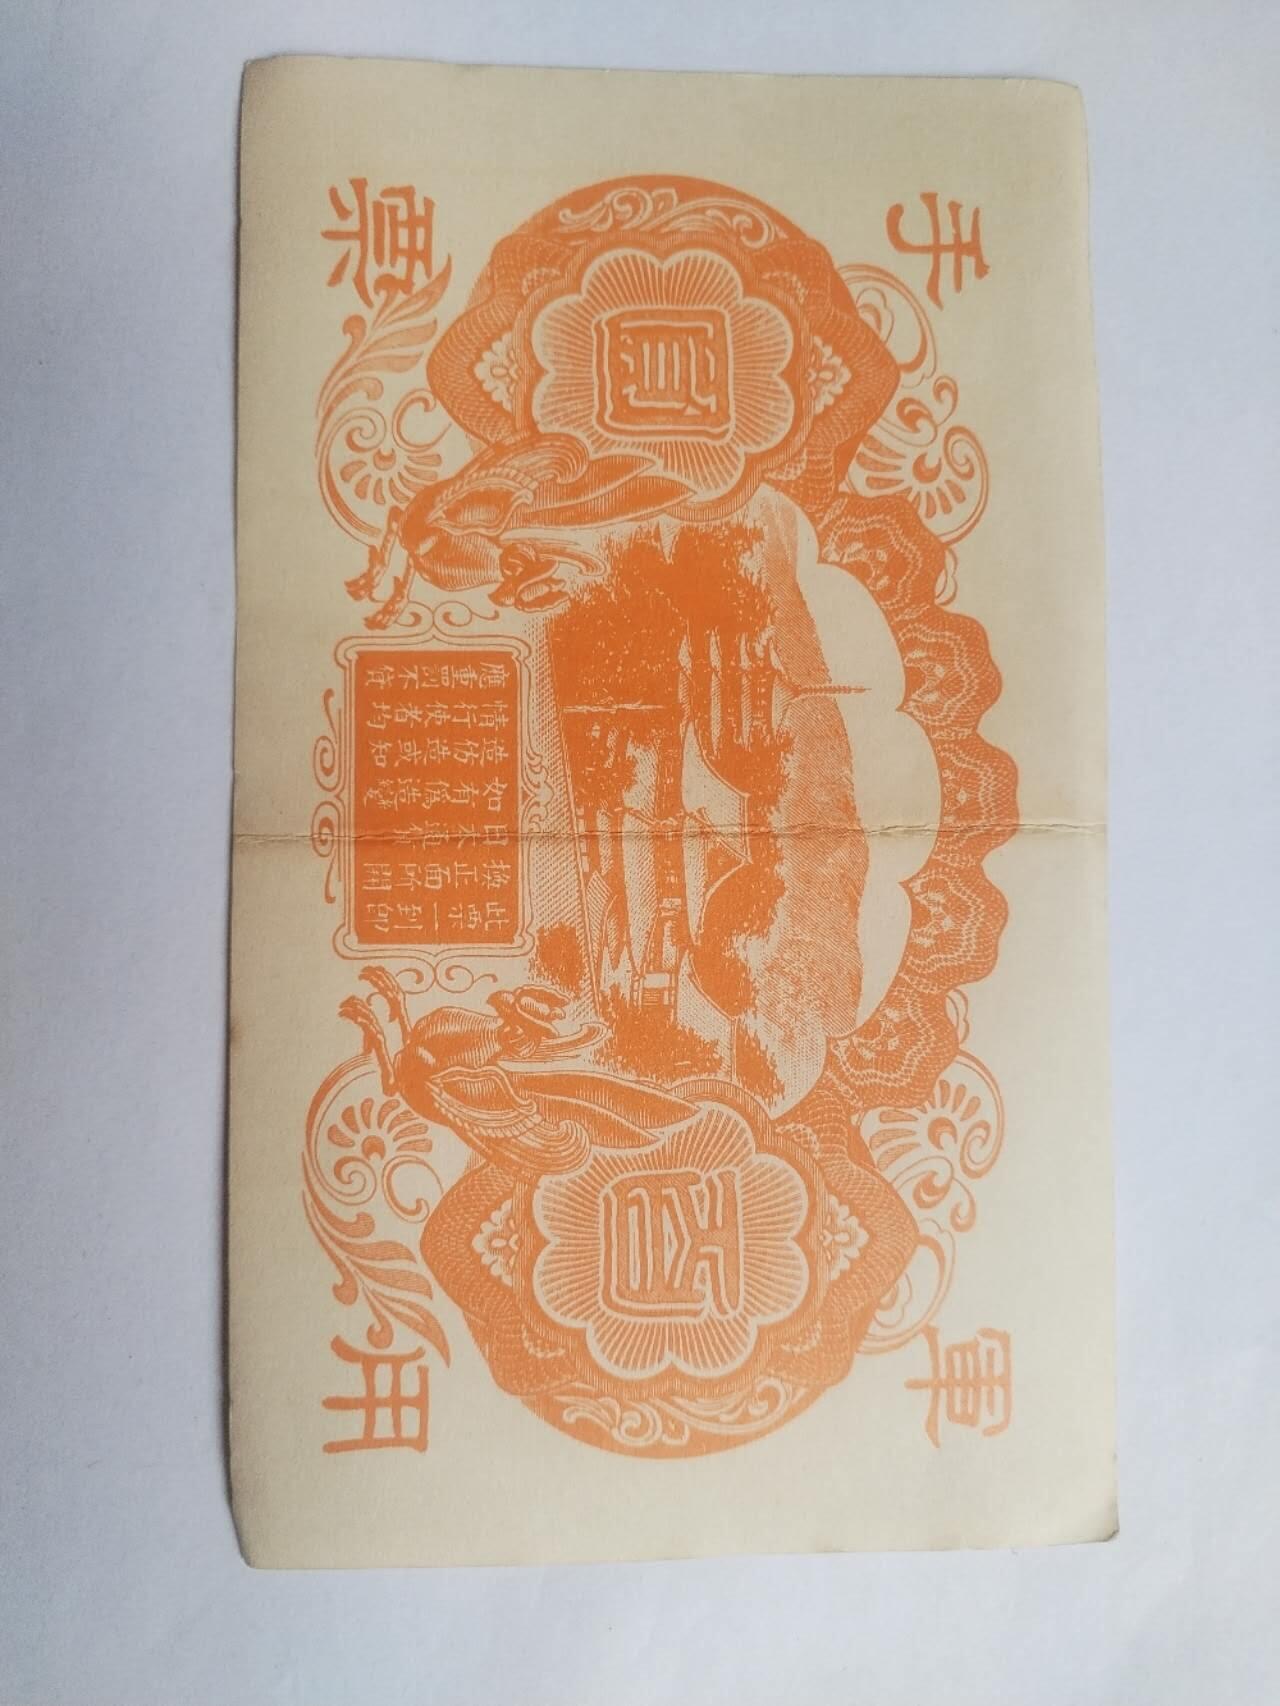 軍用
手票
百圓
此票一到即
換正面所開
日本通貨
如有偽造變
造仿造或知
情行使者均
應重罰不貸